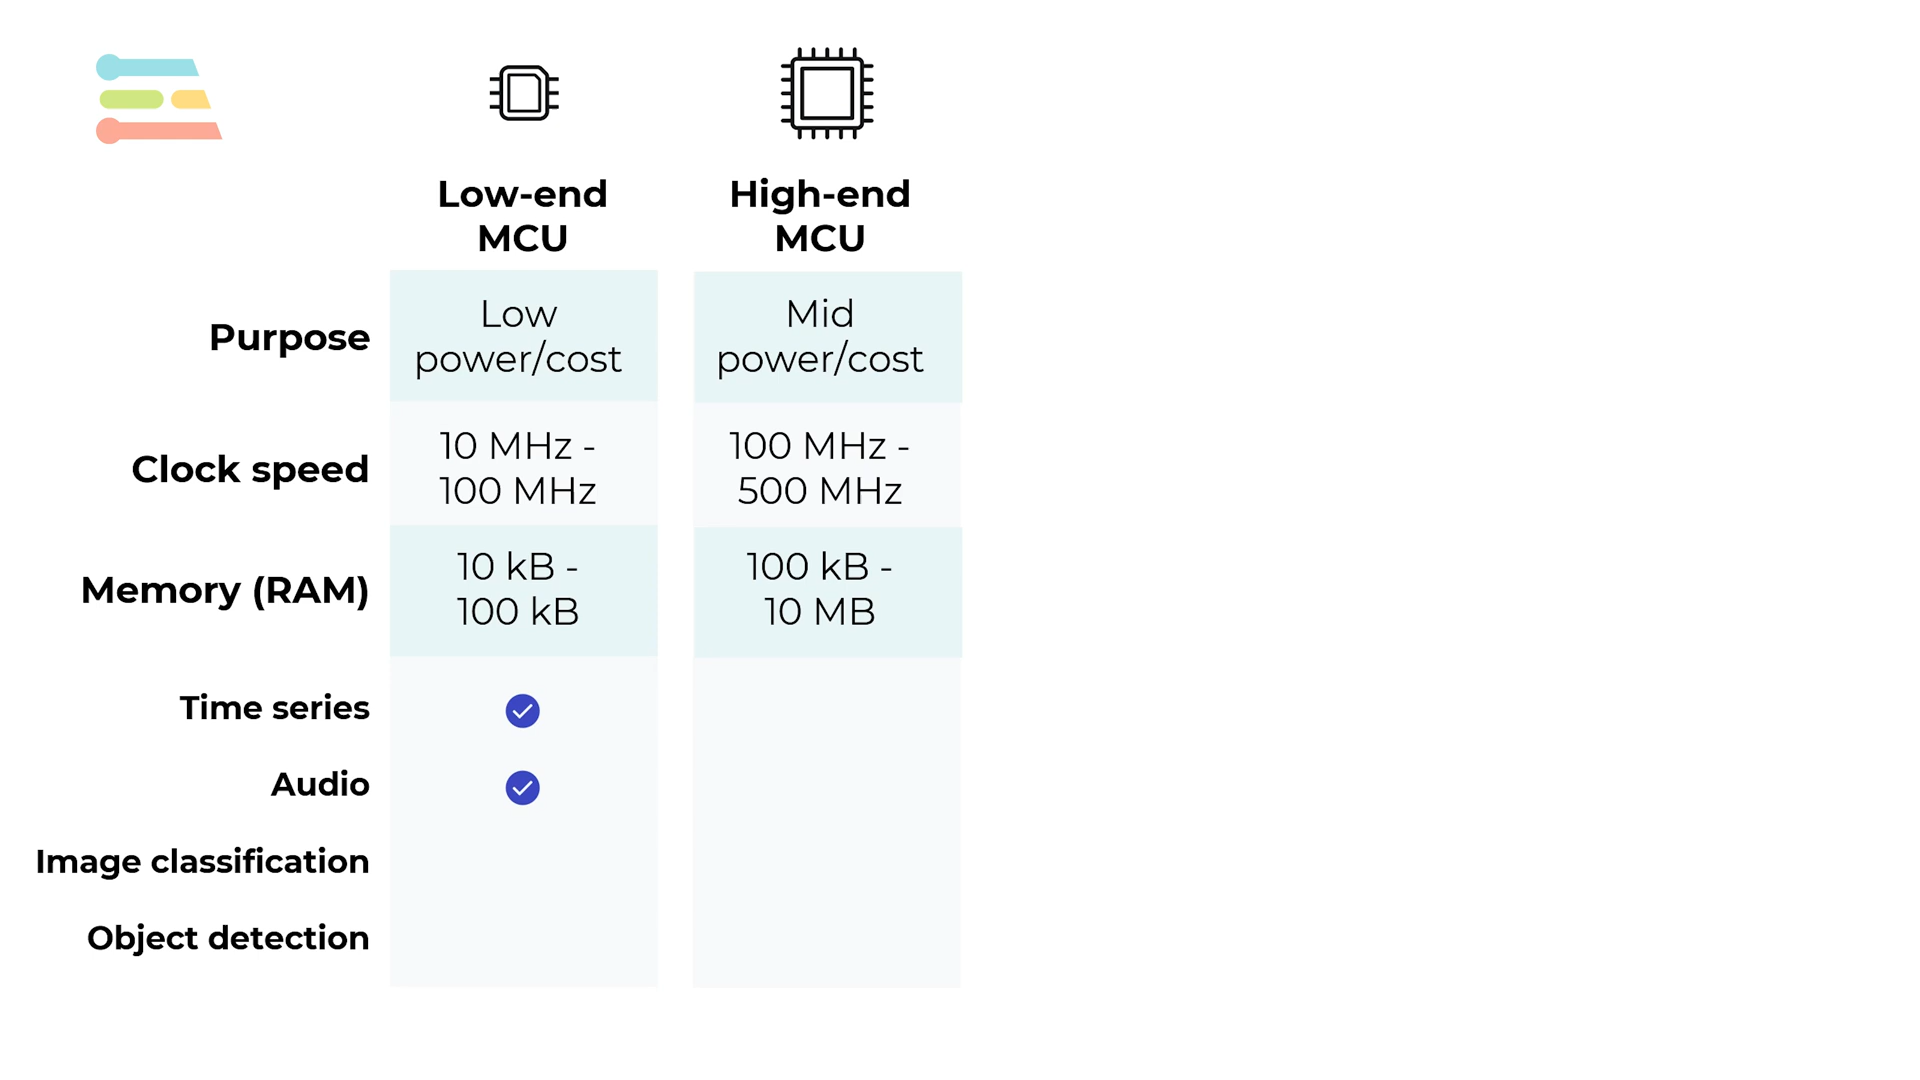 Low-end
MCU
High-end
MCU
Purpose
Low
power/cost
Mid
power/cost
Clock speed
10 MHz -
100 MHz
100 MHz -
500 MHz
Memory (RAM)
10 kB -
100 kB
100 kB -
10 MB
Time series
Audio
Image classification
Object detection